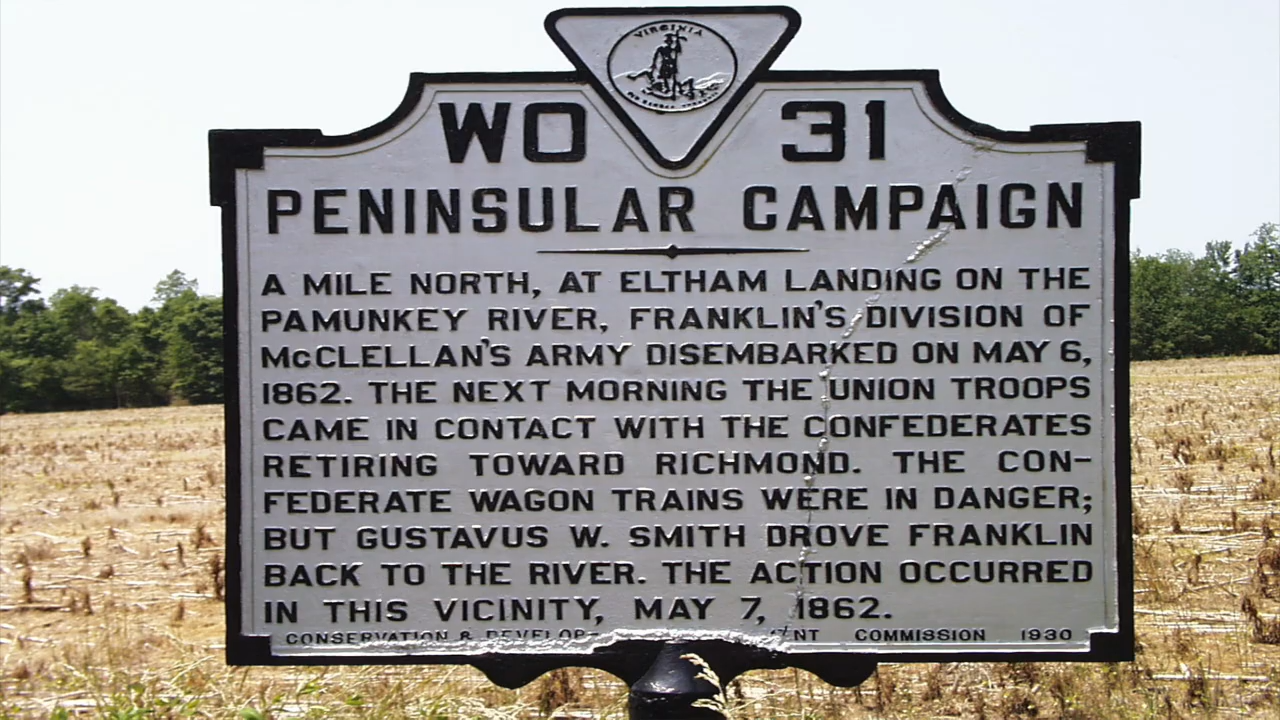 VIRGINIA
WO 31
PENINSULAR CAMPAIGN
A MILE NORTH, AT ELTHAM LANDING ON THE
PAMUNKEY RIVER, FRANKLIN'S DIVISION OF
McCLELLAN'S ARMY DISEMBARKED ON MAY 6,
1862. THE NEXT MORNING THE UNION TROOPS
CAME IN CONTACT WITH THE CONFEDERATES
RETIRING TOWARD RICHMOND. THE CON-
FEDERATE WAGON TRAINS WERE IN DANGER;
BUT GUSTAVUS W. SMITH DROVE FRANKLIN
BACK TO THE RIVER. THE ACTION OCCURRED
IN THIS VICINITY, MAY 7, 1862.
CONSERVATION & DEVELOP- NT COMMISSION 1930